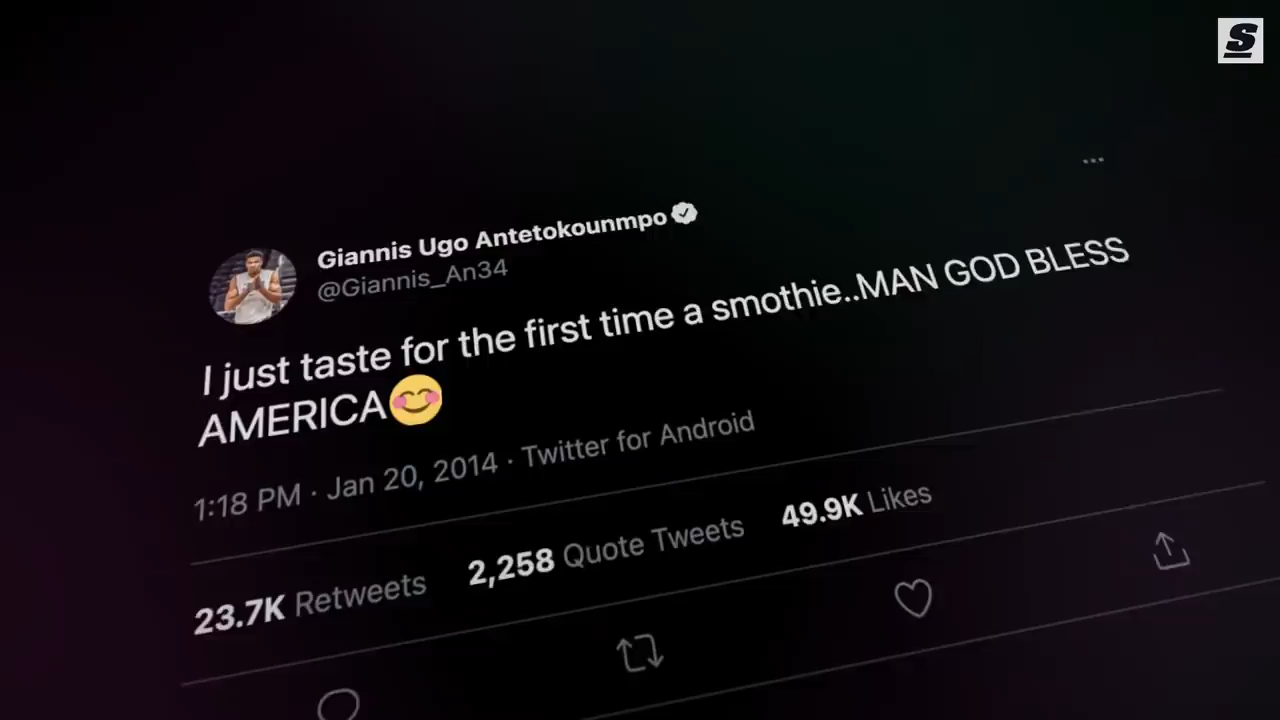 S
Giannis Ugo Antetokounmpo
@Giannis_An34
I just taste for the first time a smothie..MAN GOD BLESS
AMERICA😊
1:18 PM · Jan 20, 2014 · Twitter for Android
23.7K Retweets 2,258 Quote Tweets 49.9K Likes